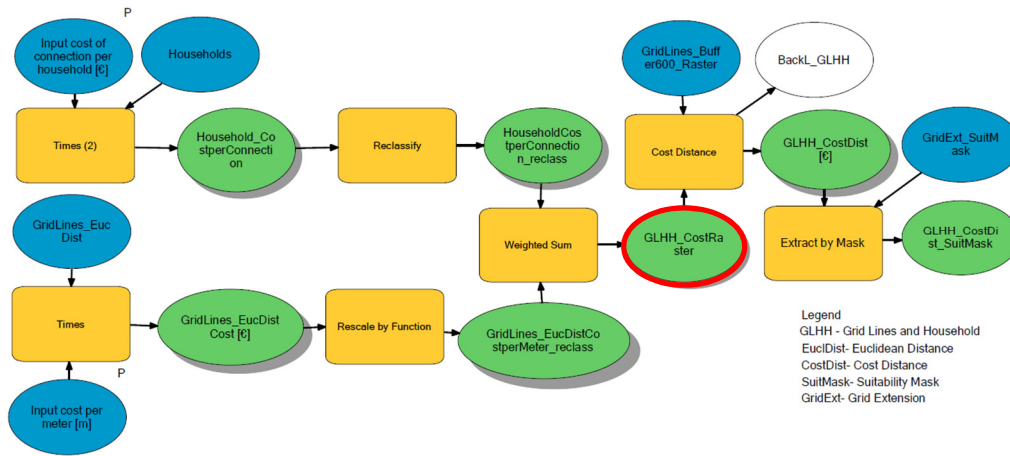 P
Input cost of
connection per
household [€]
Households
Times (2)
Household_Co
stperConnecti
on
Reclassify
HouseholdCos
tperConnection
_reclass
GridLines_Buff
er600_Raster
BackL_GLHH
Cost Distance
GLHH_CostDist
[€]
GridExt_SuitM
ask
GridLines_Euc
Dist
Weighted Sum
GLHH_CostRa
ster
Extract by Mask
GLHH_CostDi
st_SuitMask
Times
GridLines_EucDist
Cost [€]
Rescale by Function
GridLines_EucDistCo
stperMeter_reclass
P
Input cost per
meter [m]
Legend
GLHH - Grid Lines and Household
EuclDist- Euclidean Distance
CostDist- Cost Distance
SuitMask- Suitability Mask
GridExt- Grid Extension